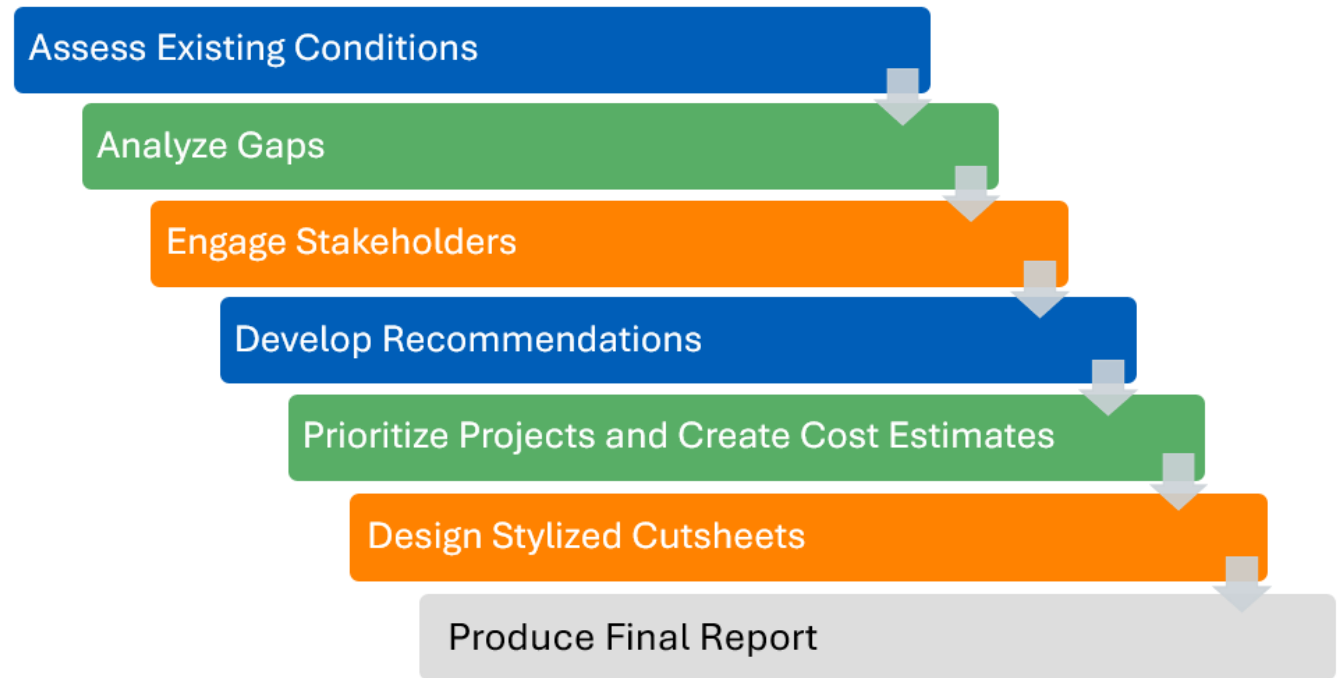 Assess Existing Conditions
Analyze Gaps
Engage Stakeholders
Develop Recommendations
Prioritize Projects and Create Cost Estimates
Design Stylized Cutsheets
Produce Final Report